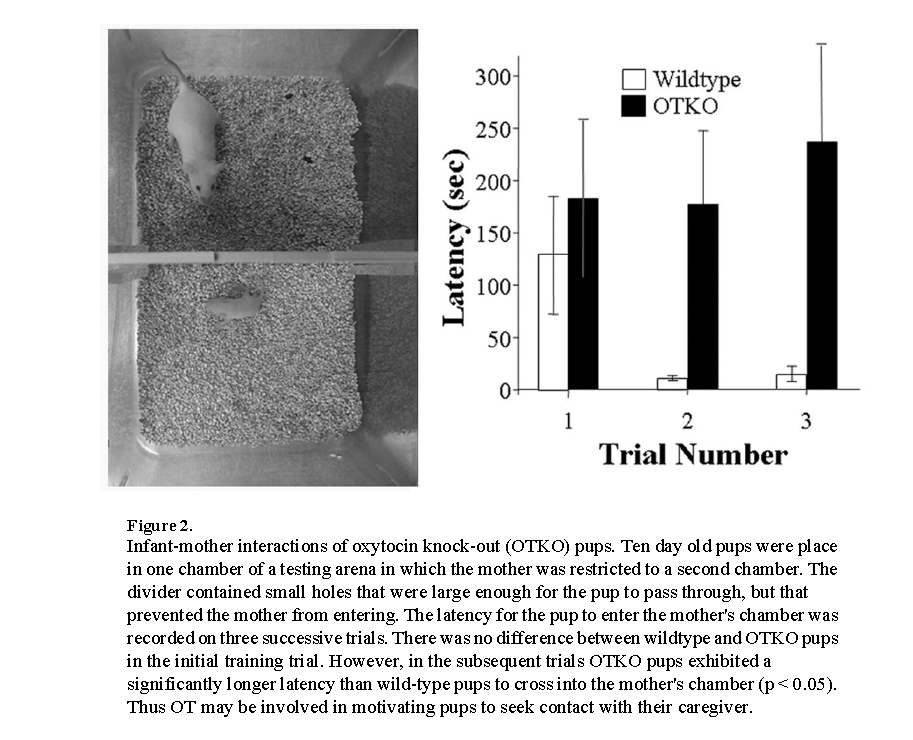 Wildtype
OTKO
Latency (sec)
300
250
200
150
100
50
0
1
2
3
Trial Number
Figure 2.
Infant-mother interactions of oxytocin knock-out (OTKO) pups. Ten day old pups were place
in one chamber of a testing arena in which the mother was restricted to a second chamber. The
divider contained small holes that were large enough for the pup to pass through, but that
prevented the mother from entering. The latency for the pup to enter the mother's chamber was
recorded on three successive trials. There was no difference between wildtype and OTKO pups
in the initial training trial. However, in the subsequent trials OTKO pups exhibited a
significantly longer latency than wild-type pups to cross into the mother's chamber (p < 0.05).
Thus OT may be involved in motivating pups to seek contact with their caregiver.